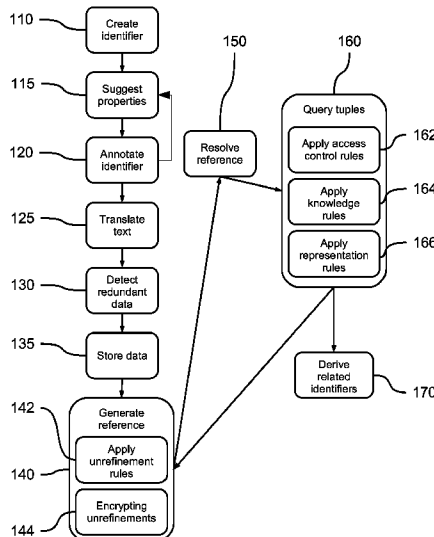 110
Create
identifier
115
Suggest
properties
120
Annotate
identifier
125
Translate
text
130
Detect
redundant
data
135
Store data
Generate
reference
142
Apply
unrefinement
rules
140
Encrypting
unrefinements
144
150
Resolve
reference
160
Query tuples
Apply access
control rules
162
Apply
knowledge
rules
164
Apply
representation
rules
166
Derive
related
identifiers
170